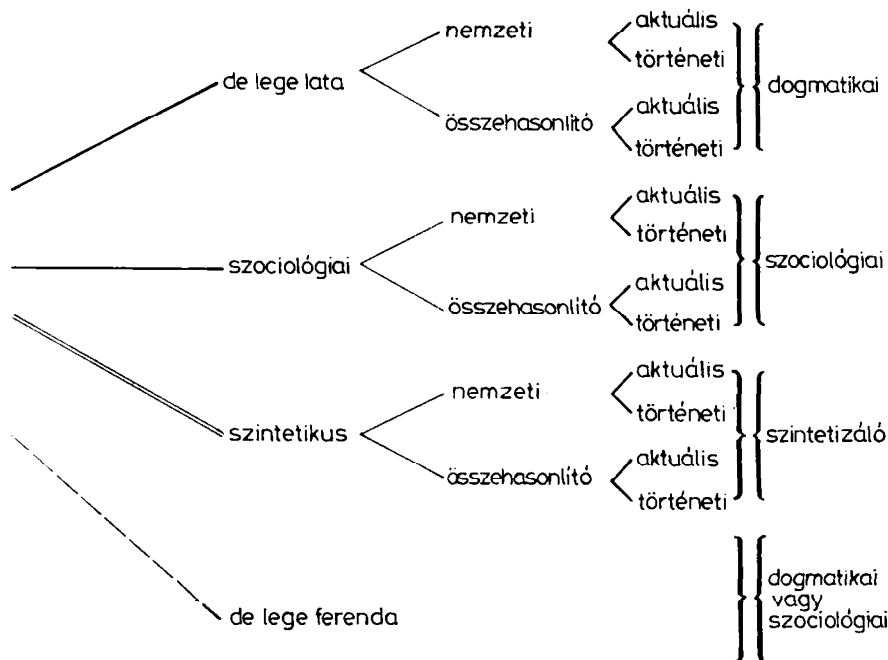 nemzeti
aktuális
történeti
de lege lata
dogmatikai
összehasonlító
aktuális
történeti
nemzeti
aktuális
történeti
szociológiai
szociológiai
összehasonlító
aktuális
történeti
nemzeti
aktuális
történeti
szintetikus
szintetizáló
összehasonlító
aktuális
történeti
de lege ferenda
dogmatikai
vagy
szociológiai